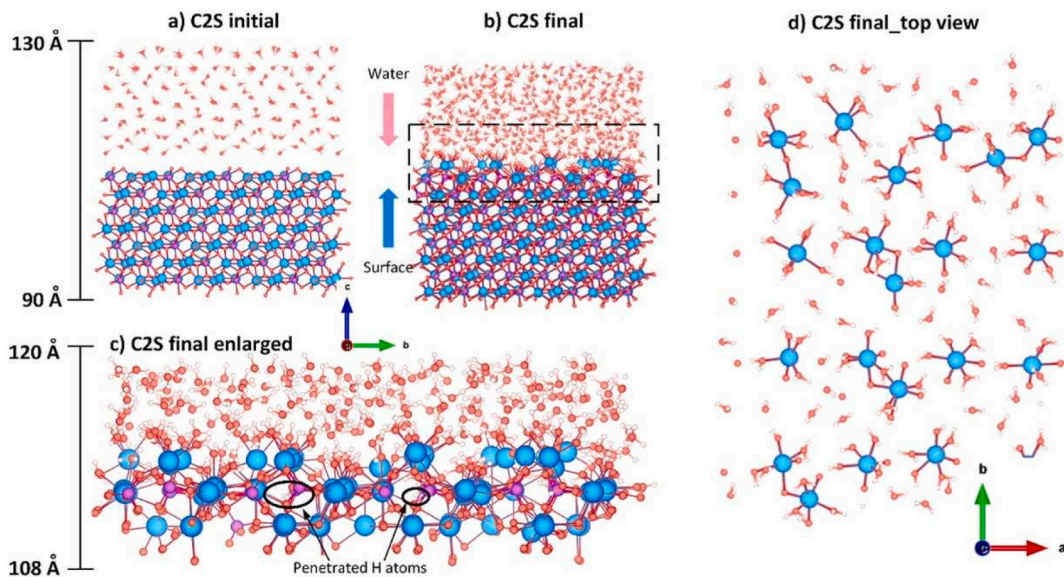 a) C2S initial
b) C2S final
d) C2S final_top view
130 Å
Water
Surface
90 Å
c
b
c) C2S final enlarged
120 Å
Penetrated H atoms
108 Å
b
a